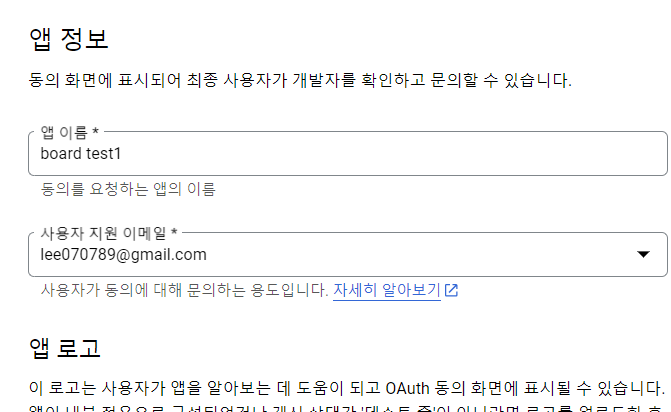 앱 정보
동의 화면에 표시되어 최종 사용자가 개발자를 확인하고 문의할 수 있습니다.
앱 이름 *
board test1
동의를 요청하는 앱의 이름
사용자 지원 이메일 *
lee070789@gmail.com
사용자가 동의에 대해 문의하는 용도입니다. 자세히 알아보기
앱 로고
이 로고는 사용자가 앱을 알아보는 데 도움이 되고 OAuth 동의 화면에 표시될 수 있습니다.